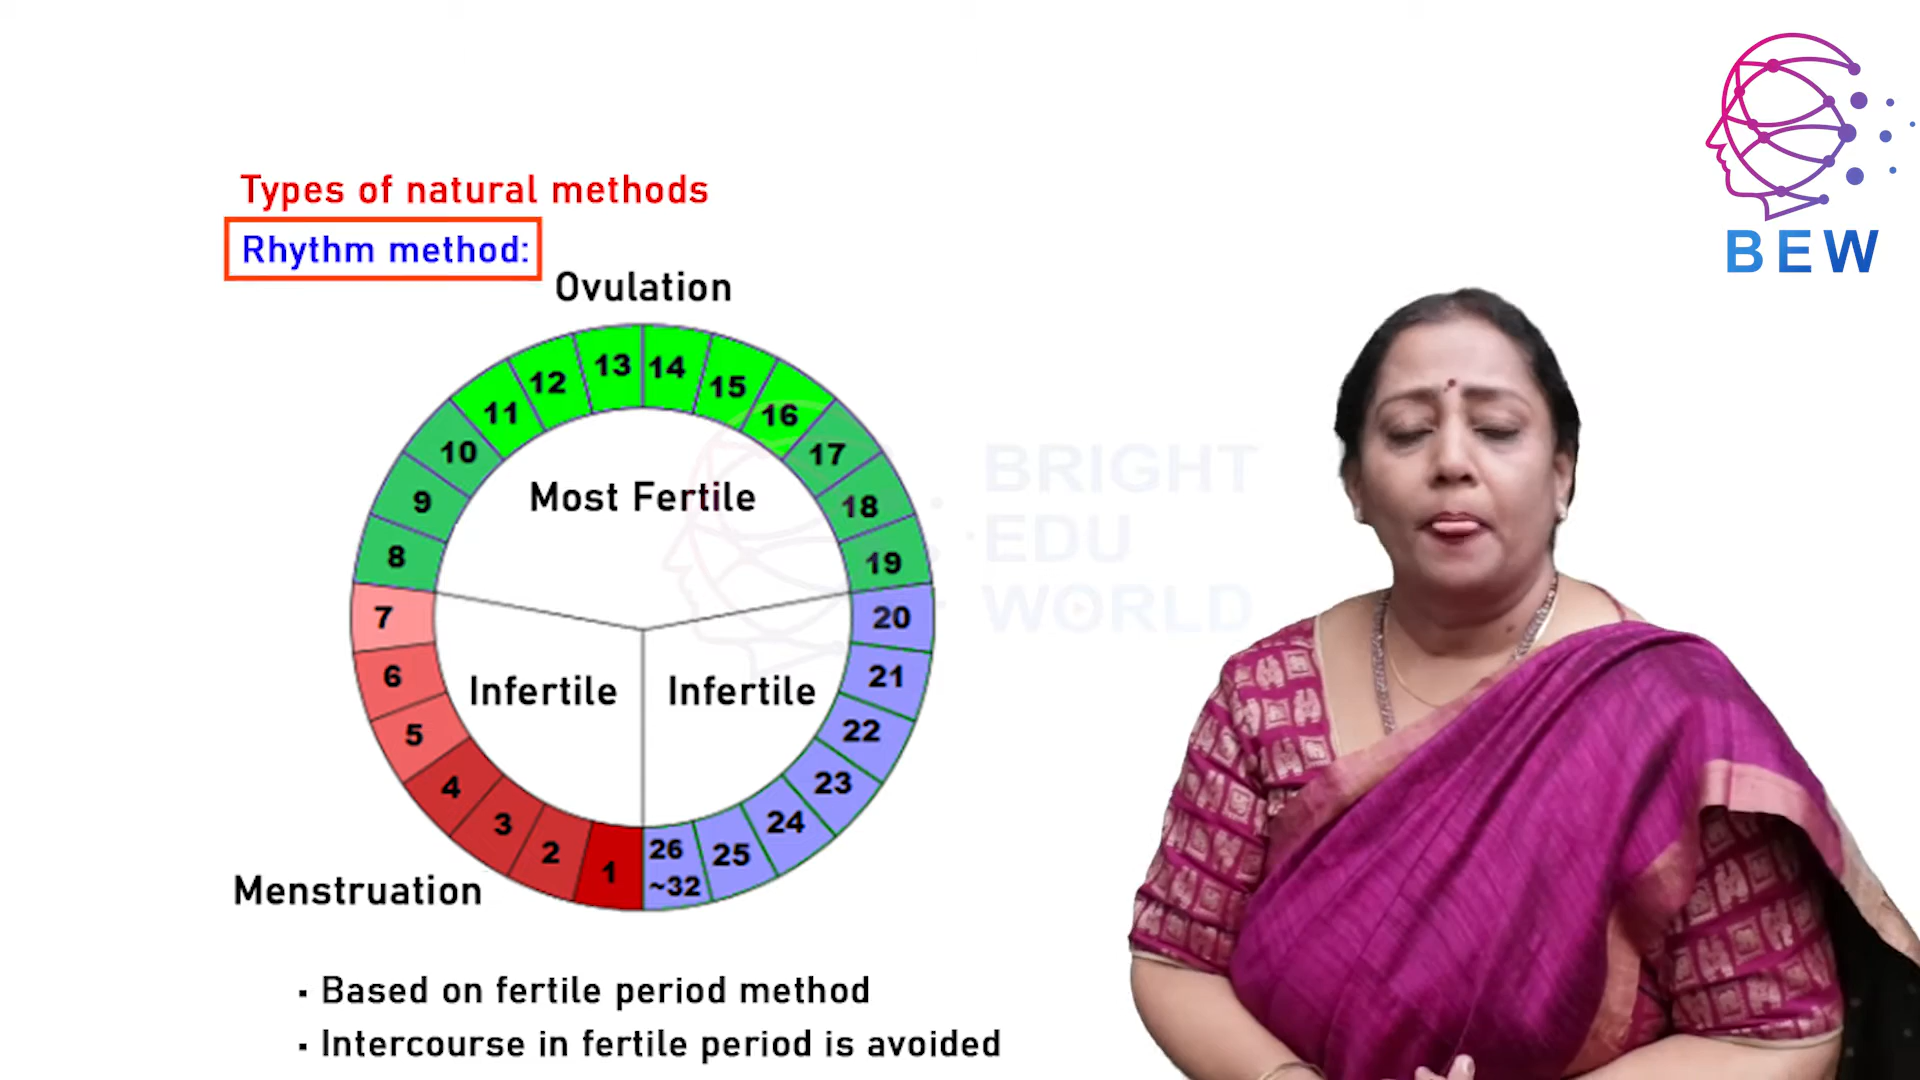 BEW
Types of natural methods
Rhythm method:
Ovulation
13
14
12
15
11
16
10
17
9
18
8
19
Most Fertile
7
20
6
21
5
22
4
23
3
24
2
25
1
26
~32
Infertile
Infertile
Menstruation
BRIGHT
EDU
WORLD
▪ Based on fertile period method
▪ Intercourse in fertile period is avoided